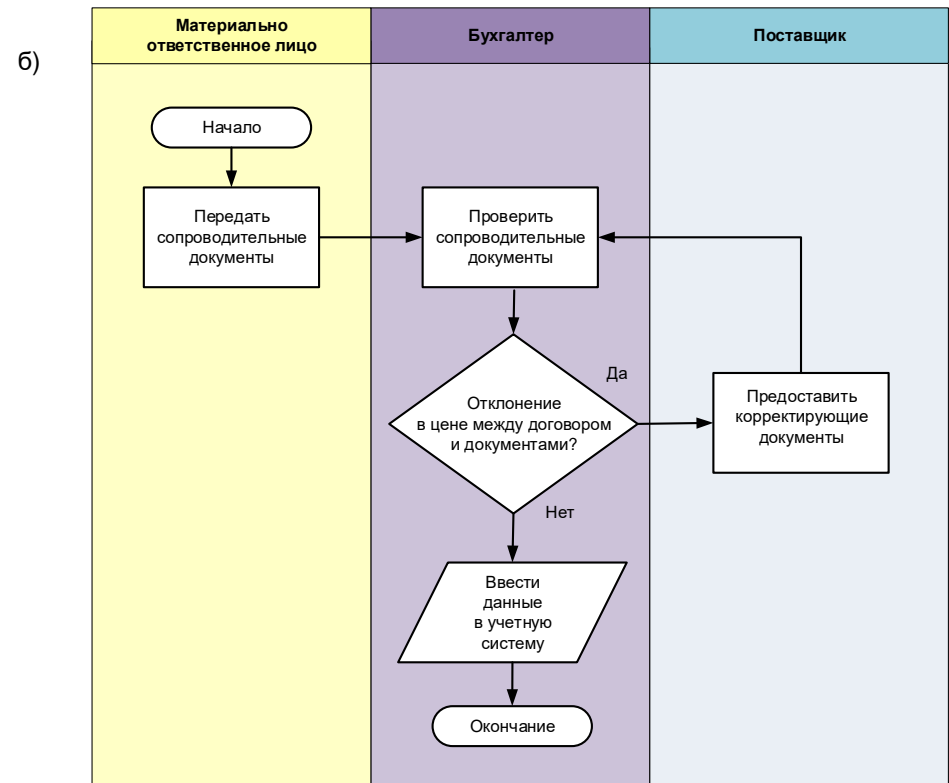 б)
Материально
ответственное лицо
Бухгалтер
Поставщик
Начало
Передать
сопроводительные
документы
Проверить
сопроводительные
документы
Да
Отклонение
в цене между договором
и документами?
Предоставить
корректирующие
документы
Нет
Ввести
данные
в учетную
систему
Окончание